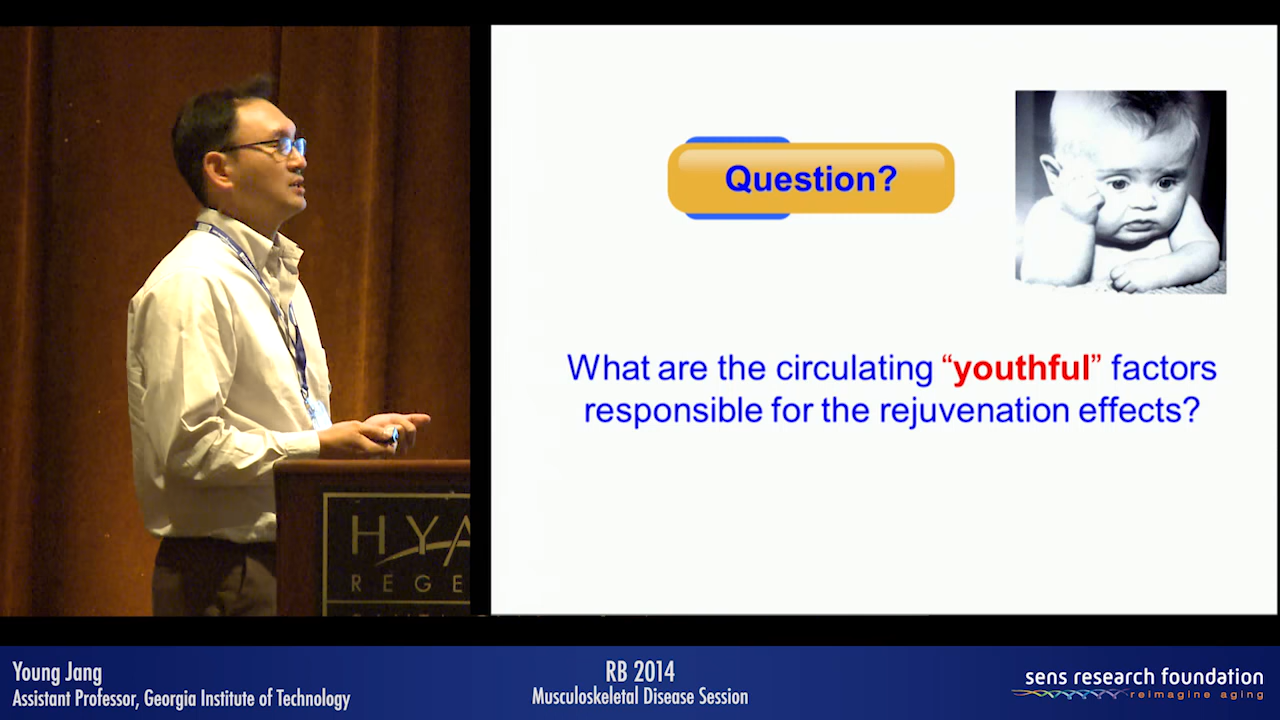 Question?
What are the circulating “youthful” factors
responsible for the rejuvenation effects?
HYA
REGE
Young Jang
Assistant Professor, Georgia Institute of Technology
RB 2014
Musculoskeletal Disease Session
sens research foundation
reimagine aging